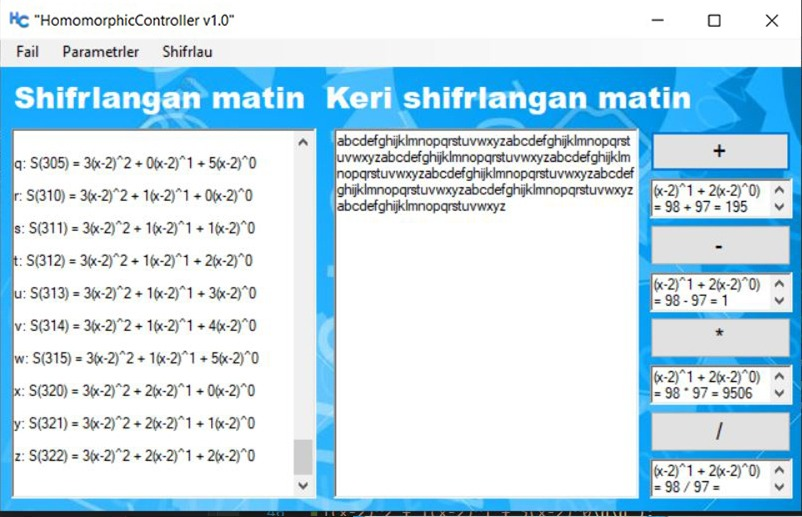 HC "HomomorphicController v1.0"
Fail Parametrler Shifrlau
Shifrlangan matin Keri shifrlangan matin
q: S(305) = 3(x-2)^2 + 0(x-2)^1 + 5(x-2)^0
r: S(310) = 3(x-2)^2 + 1(x-2)^1 + 0(x-2)^0
s: S(311) = 3(x-2)^2 + 1(x-2)^1 + 1(x-2)^0
t: S(312) = 3(x-2)^2 + 1(x-2)^1 + 2(x-2)^0
u: S(313) = 3(x-2)^2 + 1(x-2)^1 + 3(x-2)^0
v: S(314) = 3(x-2)^2 + 1(x-2)^1 + 4(x-2)^0
w: S(315) = 3(x-2)^2 + 1(x-2)^1 + 5(x-2)^0
x: S(320) = 3(x-2)^2 + 2(x-2)^1 + 0(x-2)^0
y: S(321) = 3(x-2)^2 + 2(x-2)^1 + 1(x-2)^0
z: S(322) = 3(x-2)^2 + 2(x-2)^1 + 2(x-2)^0
abcdefghijklmnopqrstuvwxyzabcdefghijklmnopqrst
uvwxyzabcdefghijklmnopqrstuvwxyzabcdefghijklm
nopqrstuvwxyzabcdefghijklmnopqrstuvwxyzabcdef
ghijklmnopqrstuvwxyzabcdefghijklmnopqrstuvwxyz
abcdefghijklmnopqrstuvwxyz
+
(x-2)^1 + 2(x-2)^0)
= 98 + 97 = 195
-
(x-2)^1 + 2(x-2)^0)
= 98 - 97 = 1
*
(x-2)^1 + 2(x-2)^0)
= 98 * 97 = 9506
/
(x-2)^1 + 2(x-2)^0)
= 98 / 97 =